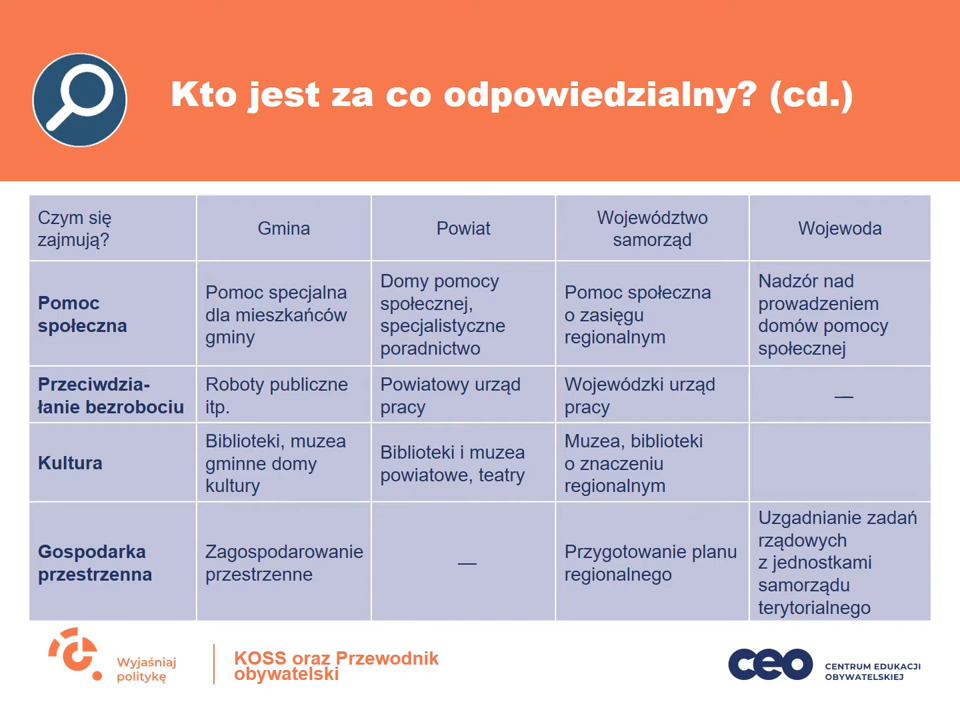 Kto jest za co odpowiedzialny? (cd.)
Czym się
zajmują?
Gmina
Powiat
Województwo
samorząd
Wojewoda
Pomoc
społeczna
Pomoc specjalna
dla mieszkańców
gminy
Domy pomocy
społecznej,
specjalistyczne
poradnictwo
Pomoc społeczna
o zasięgu
regionalnym
Nadzór nad
prowadzeniem
domów pomocy
społecznej
Przeciwdzia-
łanie bezrobociu
Roboty publiczne
itp.
Powiatowy urząd
pracy
Wojewódzki urząd
pracy
—
Kultura
Biblioteki, muzea
gminne domy
kultury
Biblioteki i muzea
powiatowe, teatry
Muzea, biblioteki
o znaczeniu
regionalnym
Gospodarka
przestrzenna
Zagospodarowanie
przestrzenne
—
Przygotowanie planu
regionalnego
Uzgadnianie zadań
rządowych
z jednostkami
samorządu
terytorialnego
Wyjaśniaj
politykę
KOSS oraz Przewodnik
obywatelski
ceo
CENTRUM EDUKACJI
OBYWATELSKIEJ